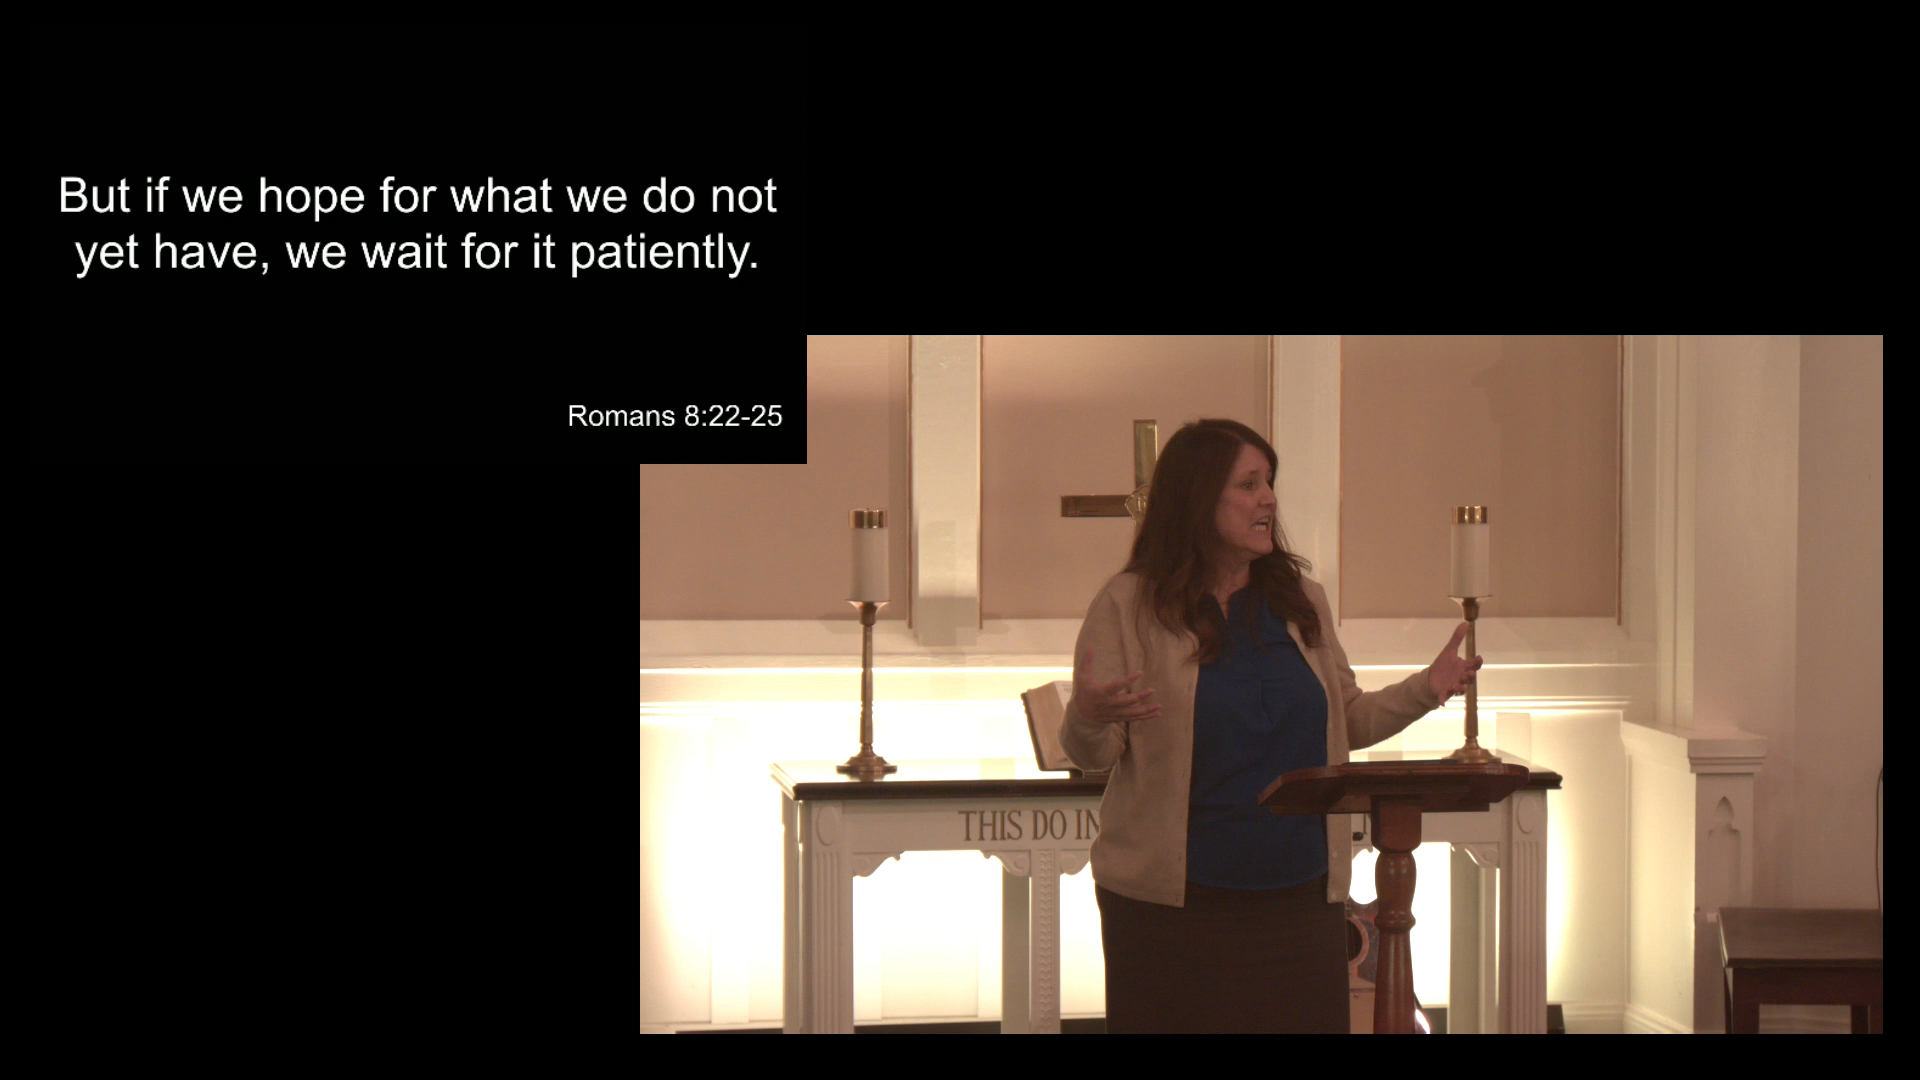 But if we hope for what we do not
yet have, we wait for it patiently.
Romans 8:22-25
THIS DO IN